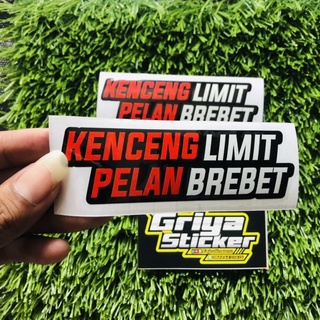 KENCENG LIMIT
PELAN BREBET
KENCENG LIMIT
PELAN BREBET
Griya
Sticker